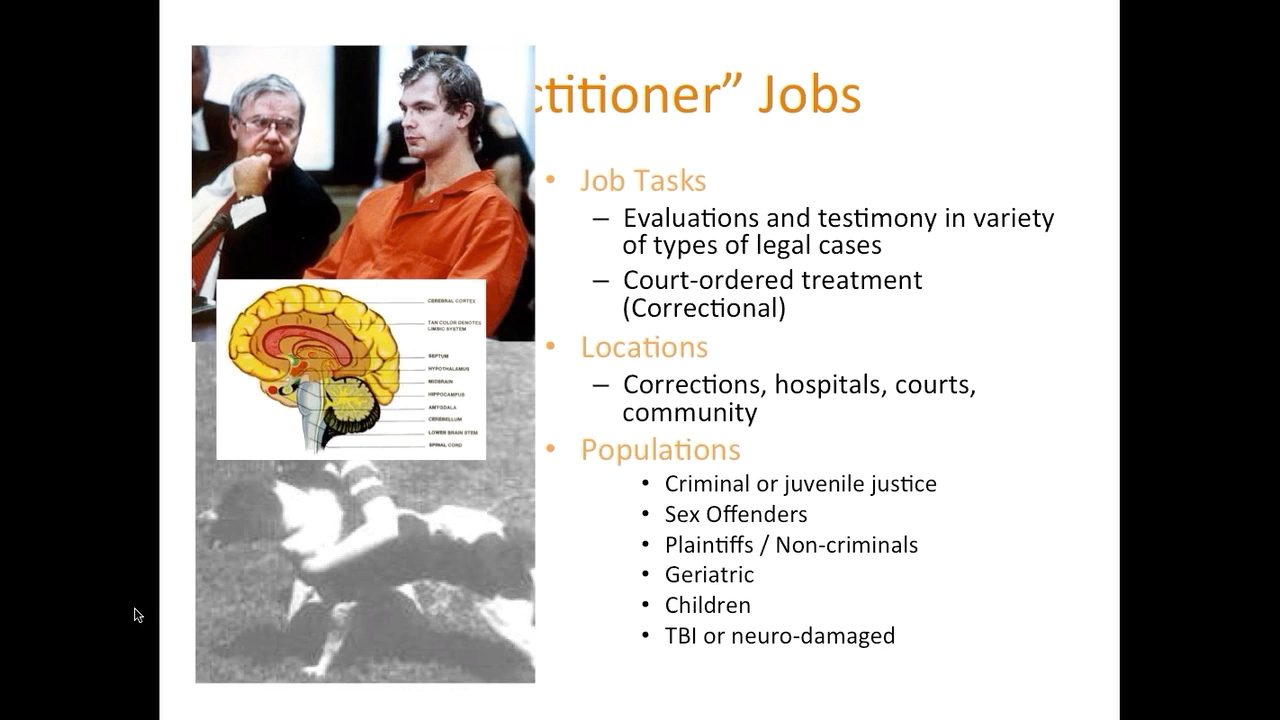 ctitioner” Jobs
• Job Tasks
– Evaluations and testimony in variety
of types of legal cases
– Court-ordered treatment
(Correctional)
• Locations
– Corrections, hospitals, courts,
community
• Populations
• Criminal or juvenile justice
• Sex Offenders
• Plaintiffs / Non-criminals
• Geriatric
• Children
• TBI or neuro-damaged
CEREBRAL CORTEX
TAN COLOR DENOTES
LIMBIC SYSTEM
SEPTUM
HYPOTHALAMUS
MIDBRAIN
HIPPOCAMPUS
AMYGDALA
CEREBELLUM
LOWER BRAIN STEM
SPINAL CORD